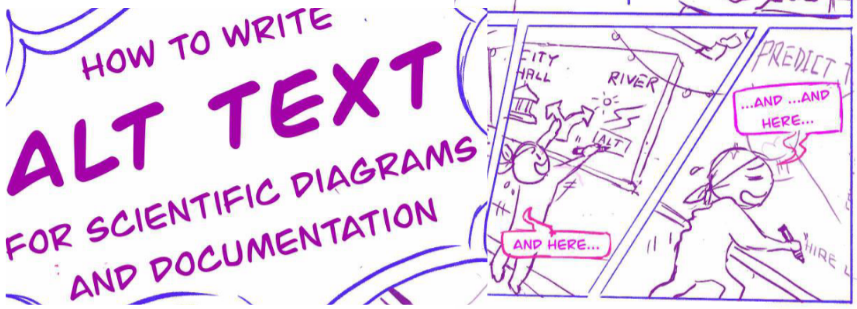 HOW TO WRITE
ALT TEXT
FOR SCIENTIFIC DIAGRAMS
AND DOCUMENTATION
CITY
HALL
RIVER
ALT
AND HERE...
PREDICT
...AND ...AND
HERE...
HIRE